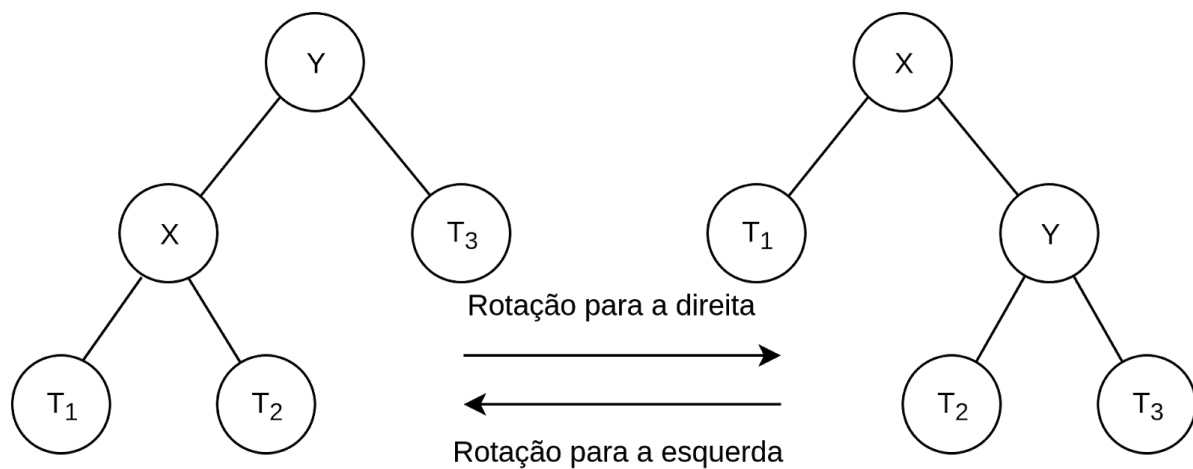 Y
X
X
T3
T1
Y
Rotação para a direita
T1
T2
T2
T3
Rotação para a esquerda